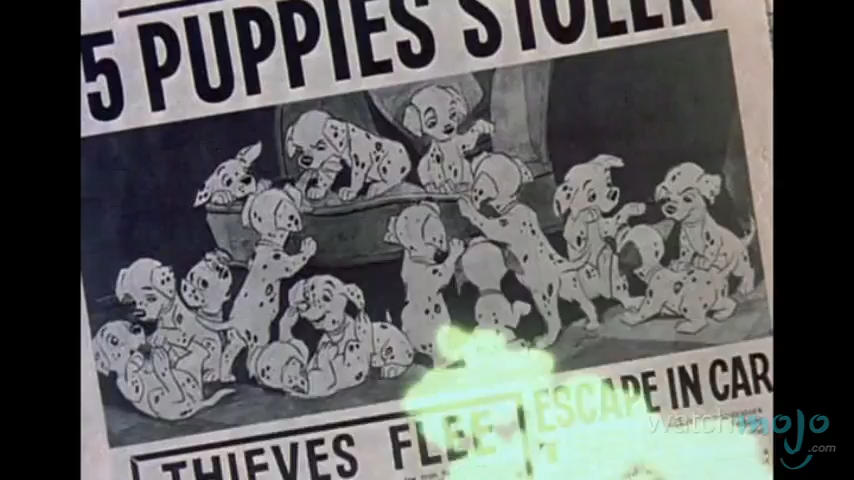 5 PUPPIES STOLEN
THIEVES FLEE
ESCAPE IN CAR
watchmojo
.com